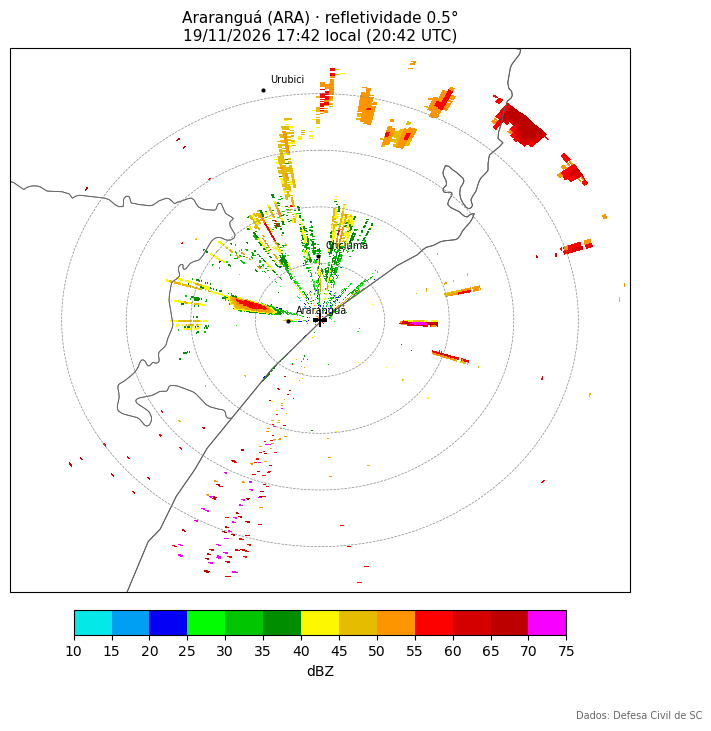 Araranguá (ARA) · refletividade 0.5°
19/11/2026 17:42 local (20:42 UTC)
Urubici
Criciúma
Araranguá
10 15 20 25 30 35 40 45 50 55 60 65 70 75
dBZ
Dados: Defesa Civil de SC